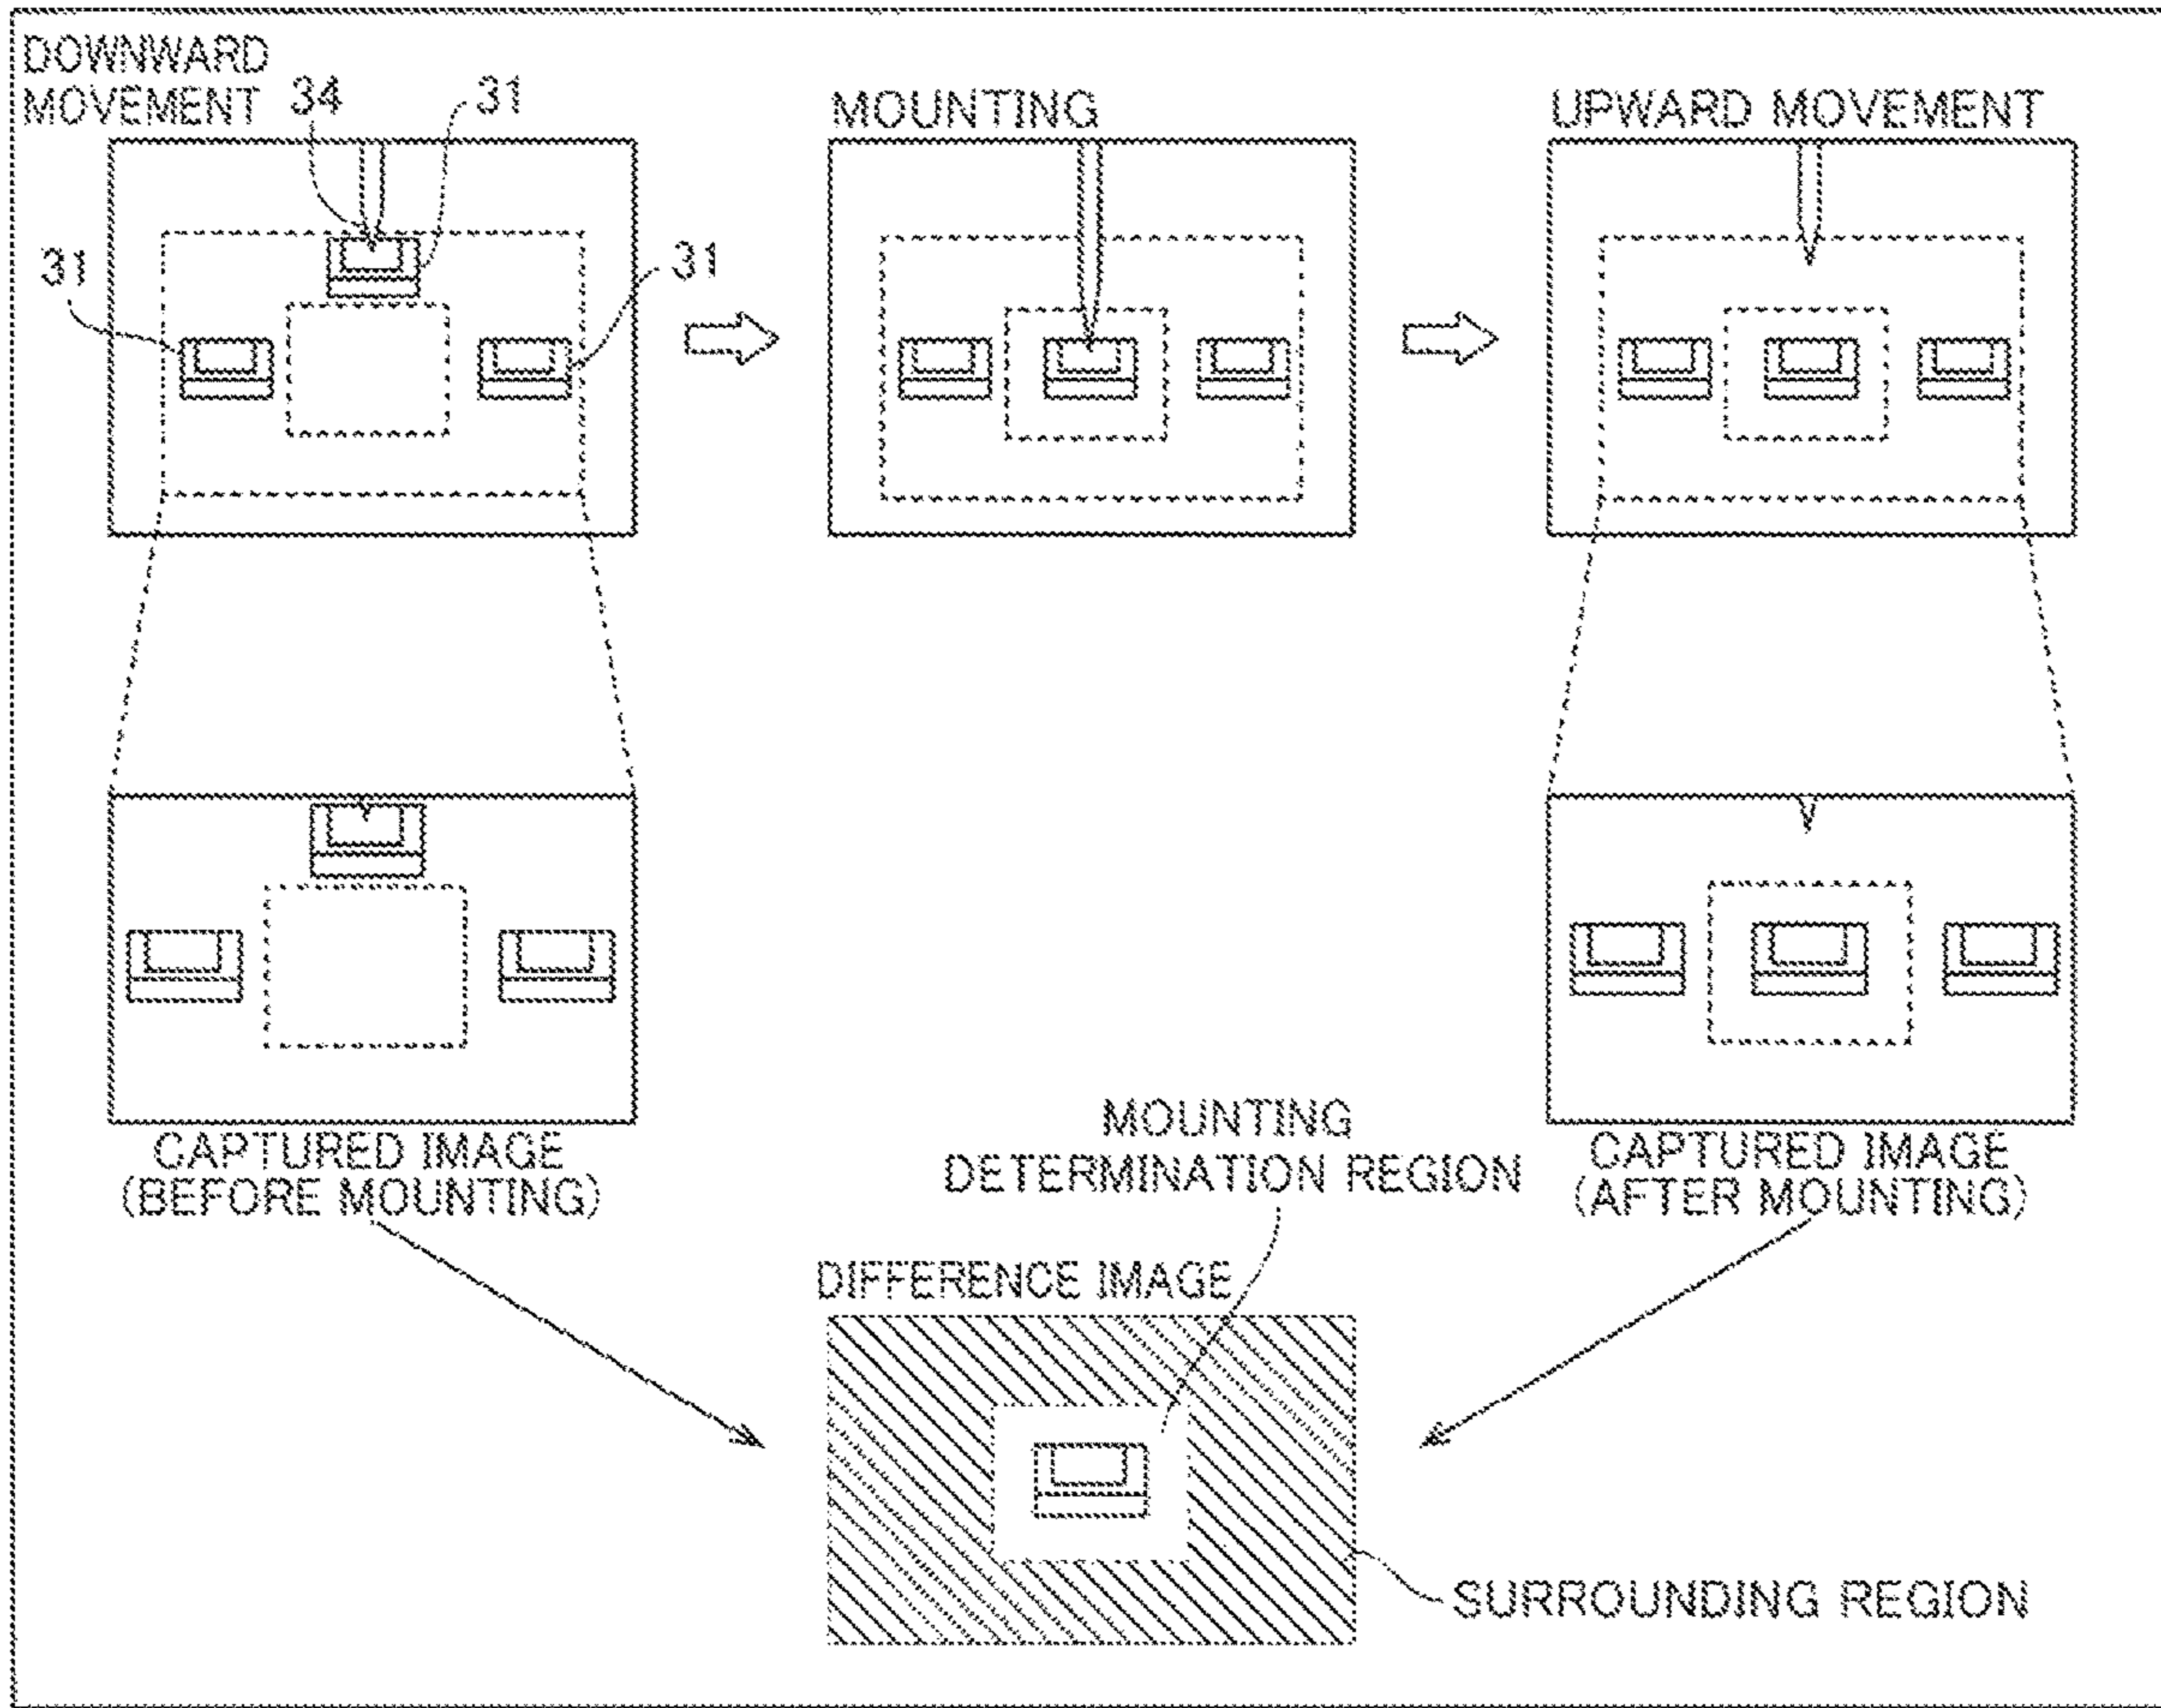 DOWNWARD
MOVEMENT
34
31
MOUNTING
UPWARD MOVEMENT
31
31
CAPTURED IMAGE
(BEFORE MOUNTING)
MOUNTING
DETERMINATION REGION
CAPTURED IMAGE
(AFTER MOUNTING)
DIFFERENCE IMAGE
SURROUNDING REGION